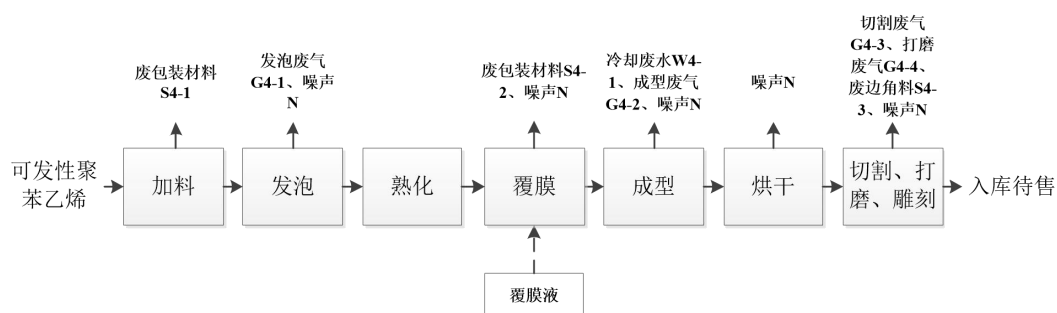 废包装材料
S4-1
发泡废气
G4-1、噪声
N
废包装材料S4-
2、噪声N
冷却废水W4-
1、成型废气
G4-2、噪声N
噪声N
切割废气
G4-3、打磨
废气G4-4、
废边角料S4-
3、噪声N
可发性聚
苯乙烯
加料
发泡
熟化
覆膜
成型
烘干
切割、打
磨、雕刻
入库待售
覆膜液